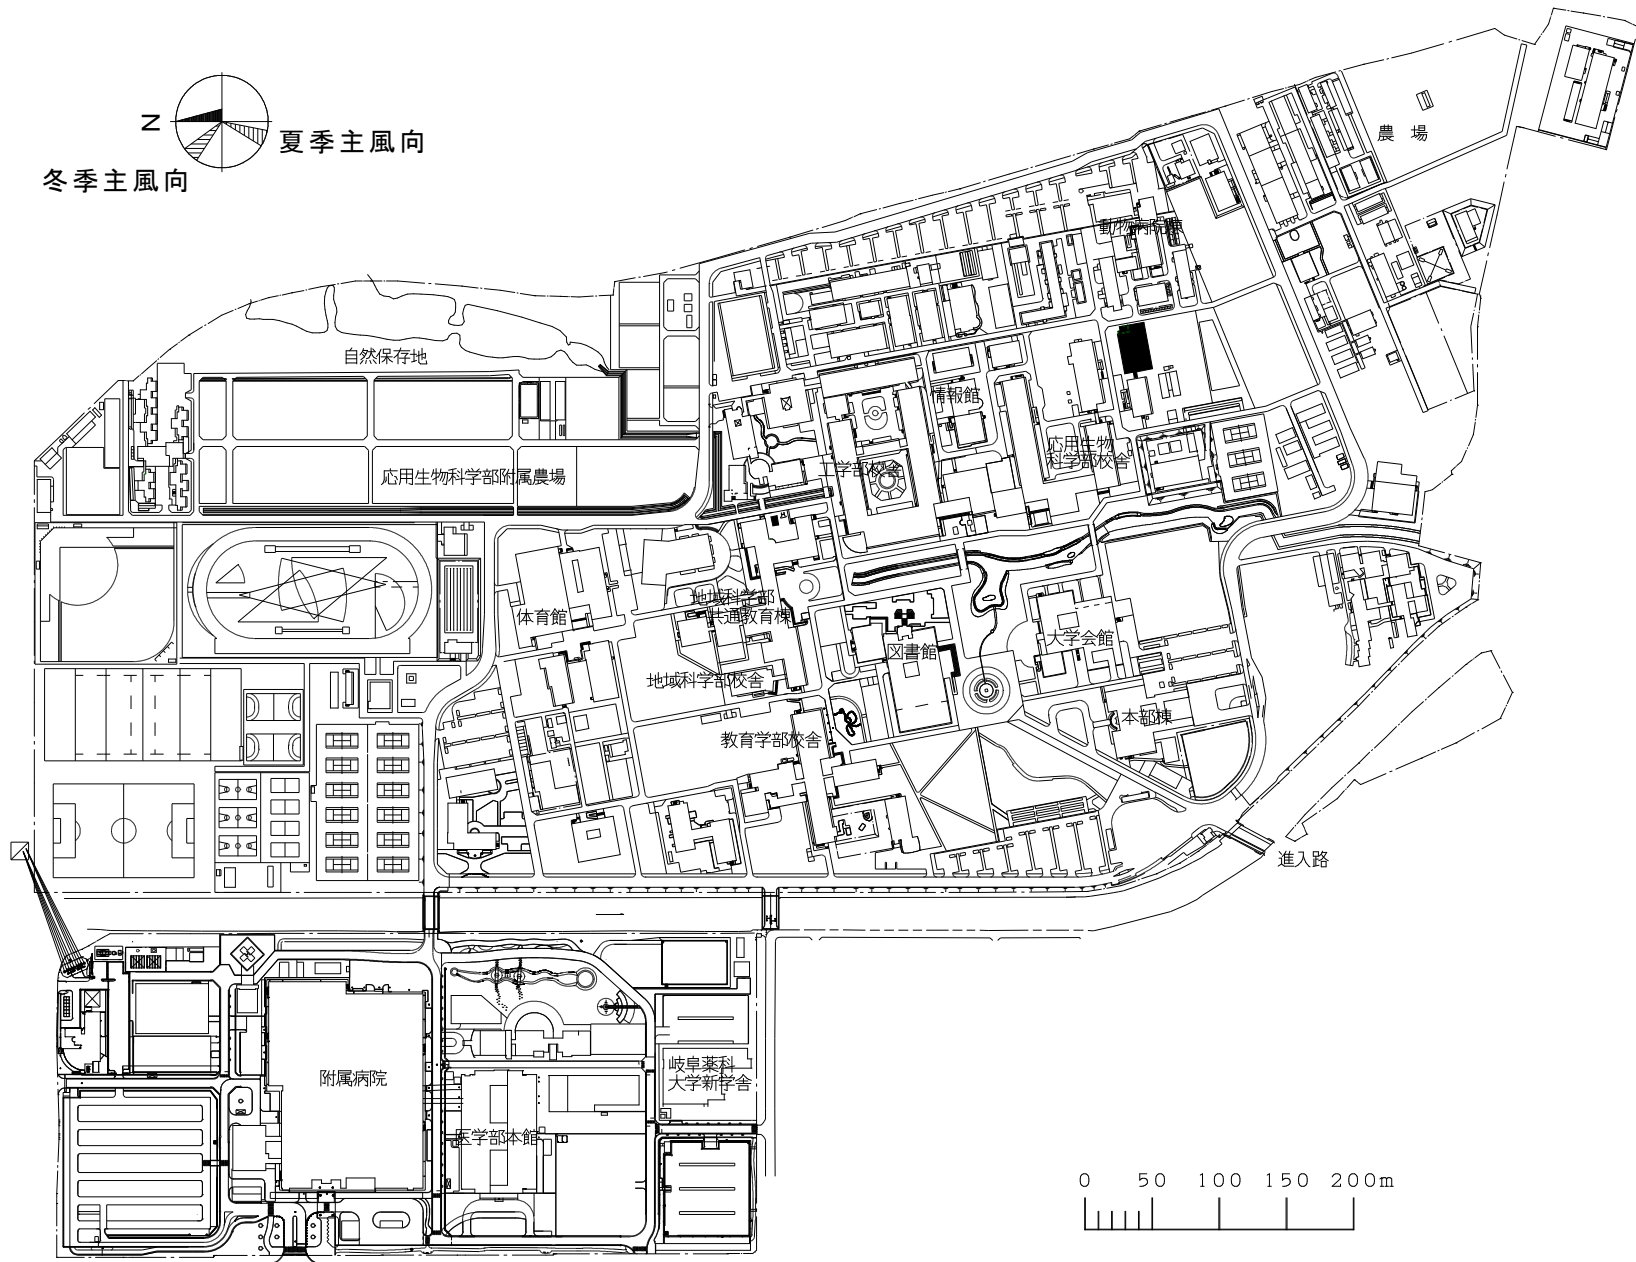 N
夏季主風向
冬季主風向
農　場
動物病院棟
自然保存地
情報館
応用生物
科学部校舎
工学部校舎
応用生物科学部附属農場
地域科学部
共通教育棟
体育館
大学会館
図書館
地域科学部校舎
本部棟
教育学部校舎
進入路
岐阜薬科
大学新学舎
附属病院
医学部本館
0 50 100 150 200m